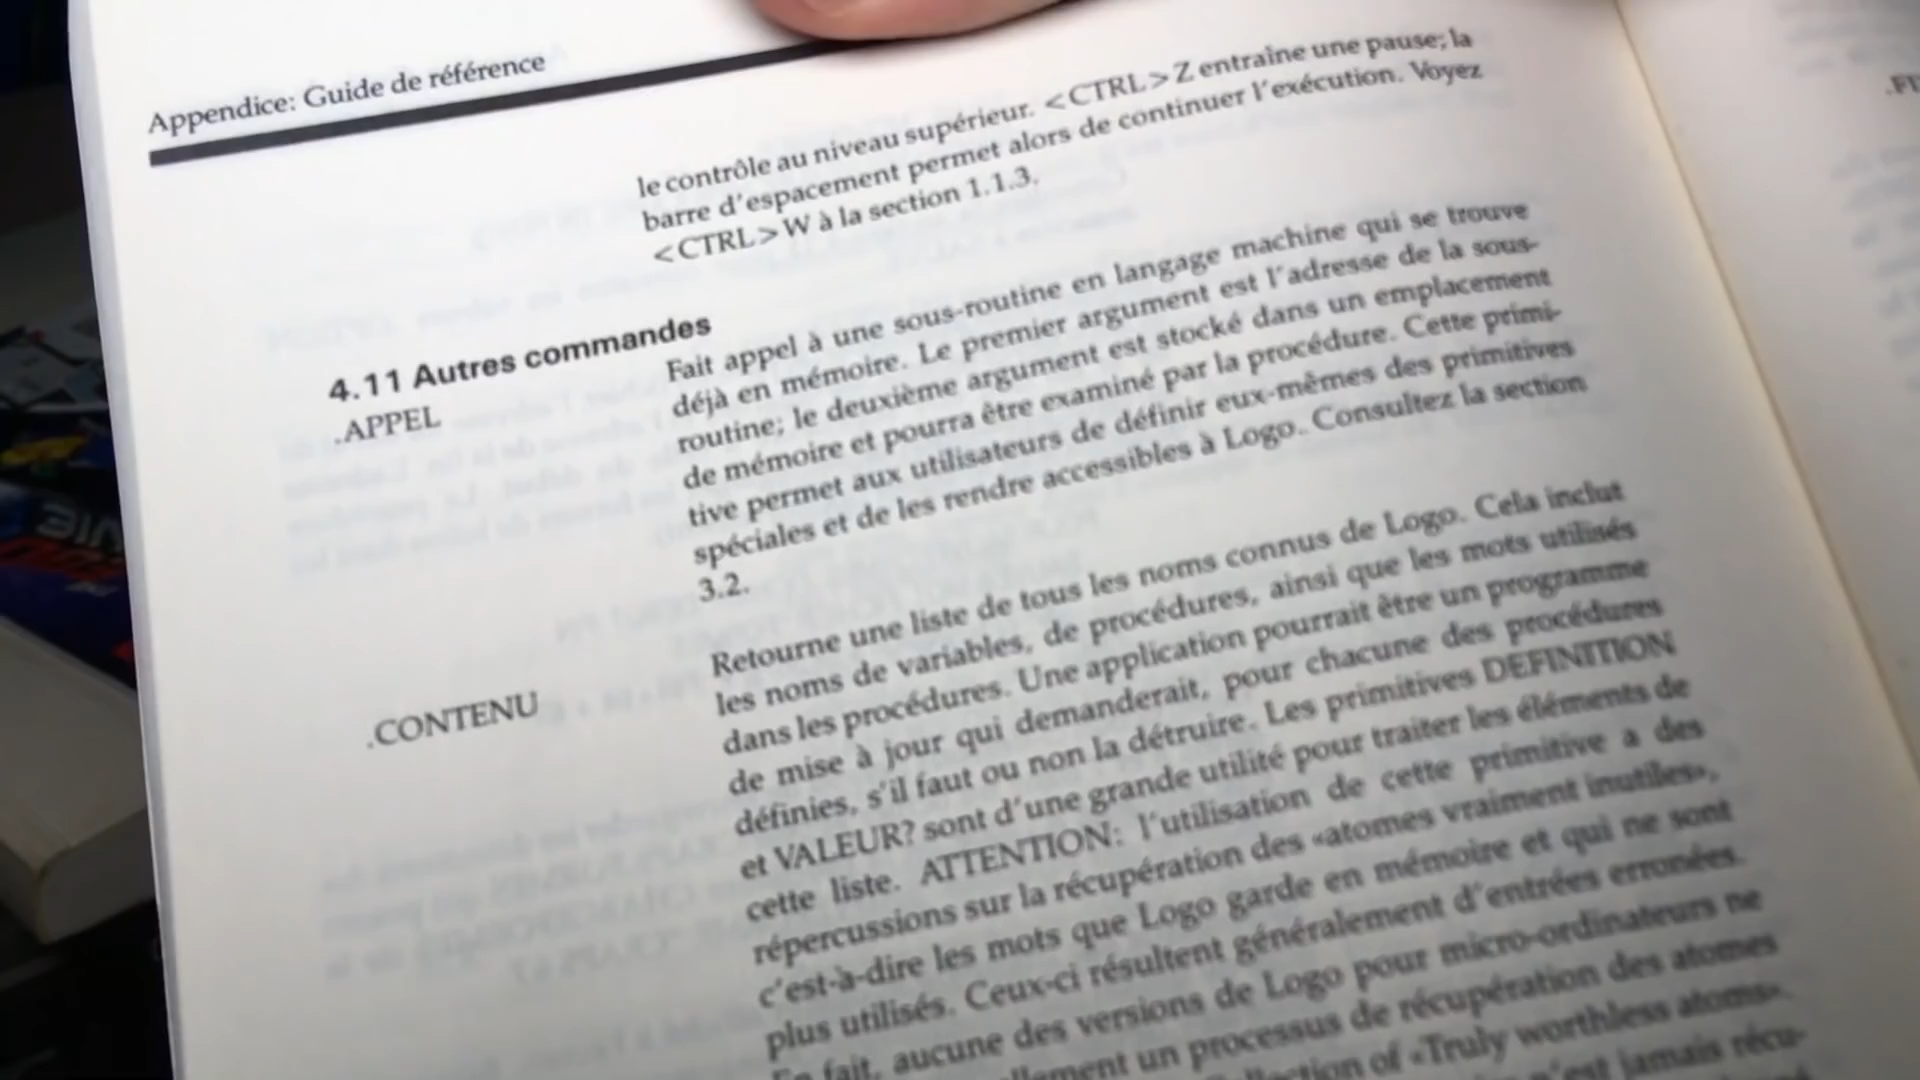 Appendice: Guide de référence
le contrôle au niveau supérieur. <CTRL>Z entraîne une pause; la
barre d'espacement permet alors de continuer l'exécution. Voyez
<CTRL>W à la section 1.1.3.
4.11 Autres commandes
.APPEL
Fait appel à une sous-routine en langage machine qui se trouve
déjà en mémoire. Le premier argument est l'adresse de la sous-
routine; le deuxième argument est stocké dans un emplacement
de mémoire et pourra être examiné par la procédure. Cette primi-
tive permet aux utilisateurs de définir eux-mêmes des primitives
spéciales et de les rendre accessibles à Logo. Consultez la section
3.2.
.CONTENU
Retourne une liste de tous les noms connus de Logo. Cela inclut
les noms de variables, de procédures, ainsi que les mots utilisés
dans les procédures. Une application pourrait être un programme
de mise à jour qui demanderait, pour chacune des procédures
définies, s'il faut ou non la détruire. Les primitives DEFINITION
et VALEUR? sont d'une grande utilité pour traiter les éléments de
cette liste. ATTENTION: l'utilisation de cette primitive a des
répercussions sur la récupération des «atomes vraiment inutiles»,
c'est-à-dire les mots que Logo garde en mémoire et qui ne sont
plus utilisés. Ceux-ci résultent généralement d'entrées erronées.
En fait, aucune des versions de Logo pour micro-ordinateurs ne
un processus de récupération des atomes
of «Truly worthless atoms».
n'est jamais récu-
.FI